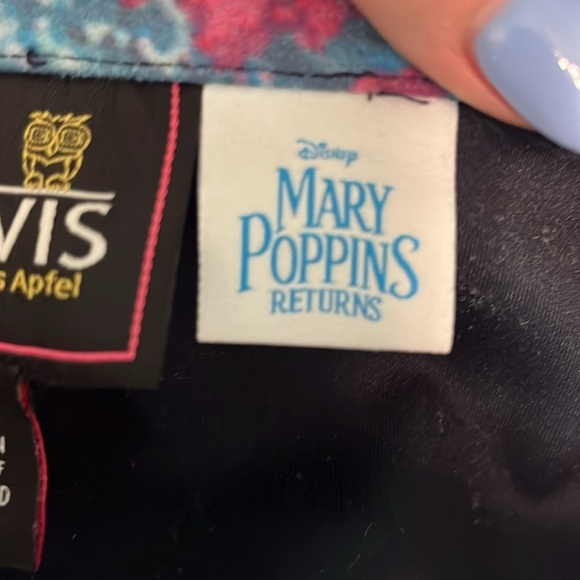 VIS
s Apfel
Disney
MARY
POPPINS
RETURNS
D